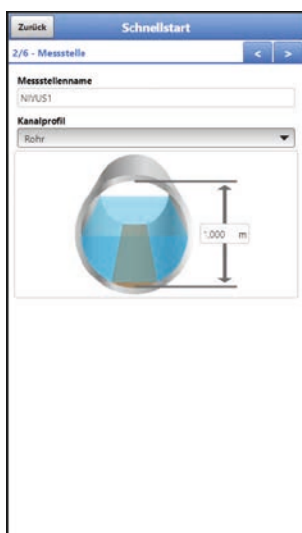 Zurück Schnellstart
2/6 - Messstelle < >
Messstellenname
NIVUS1
Kanalprofil
Rohr
1,000 m